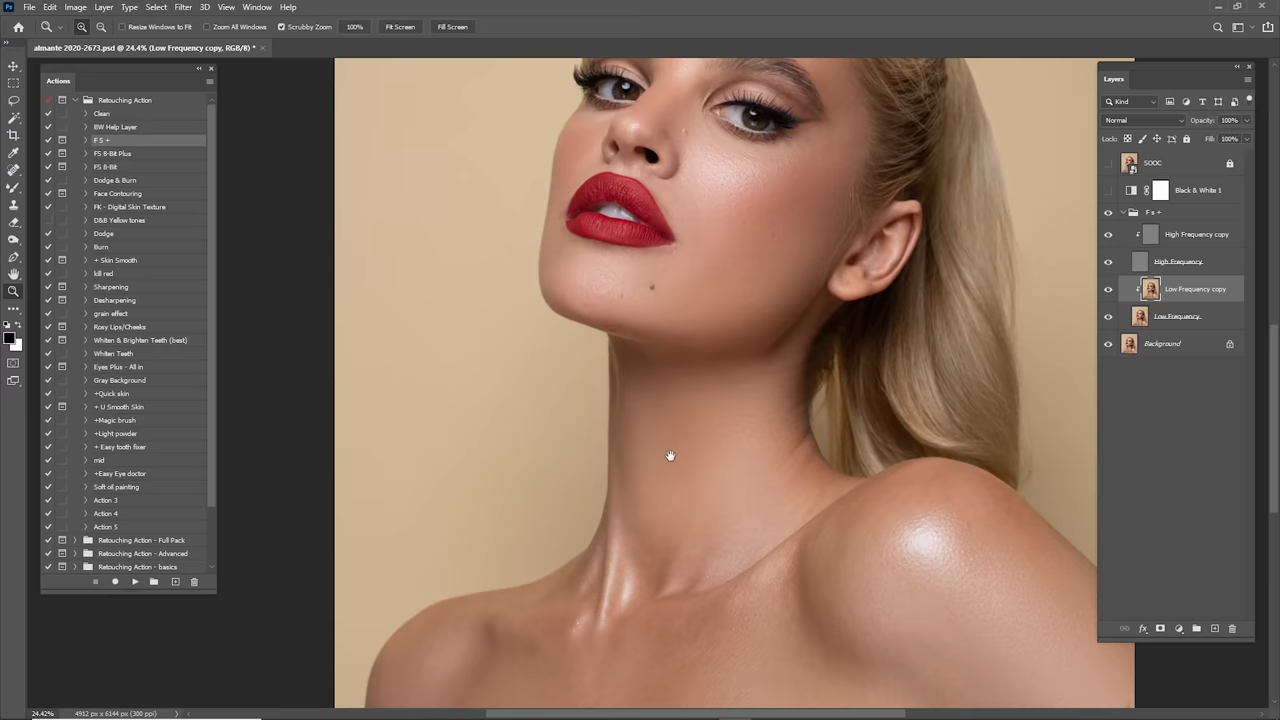 Ps File Edit Image Layer Type Select Filter 3D View Window Help
Resize Windows to Fit Zoom All Windows Scrubby Zoom 100% Fit Screen Fill Screen
almante 2020-2673.psd @ 24.4% (Low Frequency copy, RGB/8) *
Actions
Retouching Action
Clean
BW Help Layer
F S +
FS 8-Bit Plus
FS 8-Bit
Dodge & Burn
Face Contouring
FK - Digital Skin Texture
D&B Yellow tones
Dodge
Burn
+ Skin Smooth
kill red
Sharpening
Desharpening
grain effect
Rosy Lips/Cheeks
Whiten & Brighten Teeth (best)
Whiten Teeth
Eyes Plus - All in
Gray Background
+Quick skin
+ U Smooth Skin
+Magic brush
+Light powder
+ Easy tooth fixer
mid
+Easy Eye doctor
Soft oil painting
Action 3
Action 4
Action 5
Retouching Action - Full Pack
Retouching Action - Advanced
Retouching Action - basics
Layers
Kind
Normal Opacity: 100%
Lock: Fill: 100%
SOOC
Black & White 1
F s +
High Frequency copy
High Frequency
Low Frequency copy
Low Frequency
Background
fx
24.42% 4912 px x 6144 px (300 ppi)